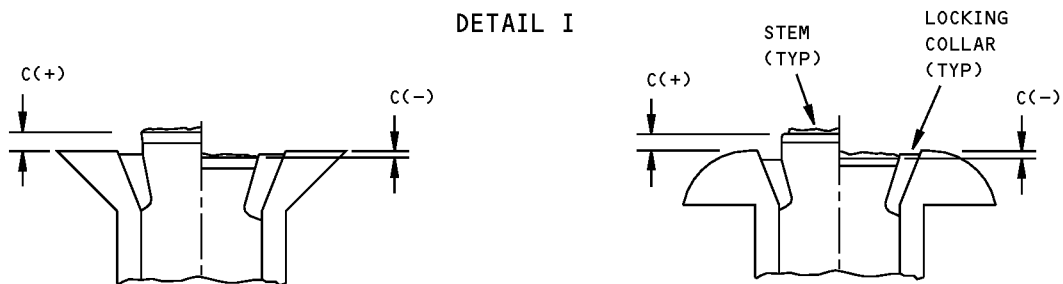 DETAIL I
C(+)
C(-)
STEM
(TYP)
LOCKING
COLLAR
(TYP)
C(+)
C(-)